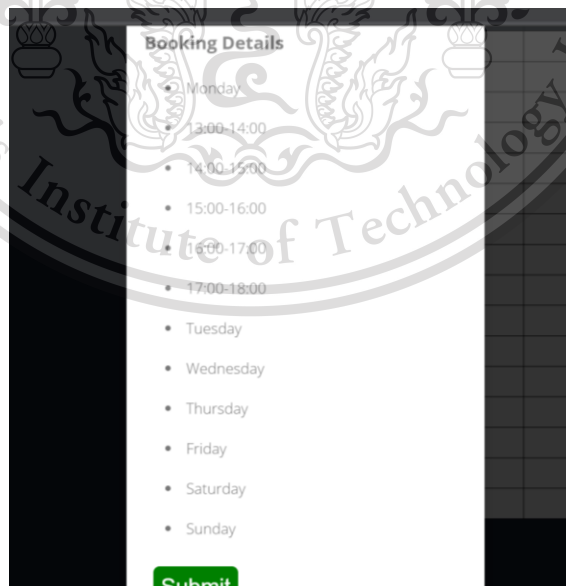 Booking Details
Monday
13:00-14:00
14:00-15:00
15:00-16:00
16:00-17:00
17:00-18:00
Tuesday
Wednesday
Thursday
Friday
Saturday
Sunday
Submit
Institute of Technology